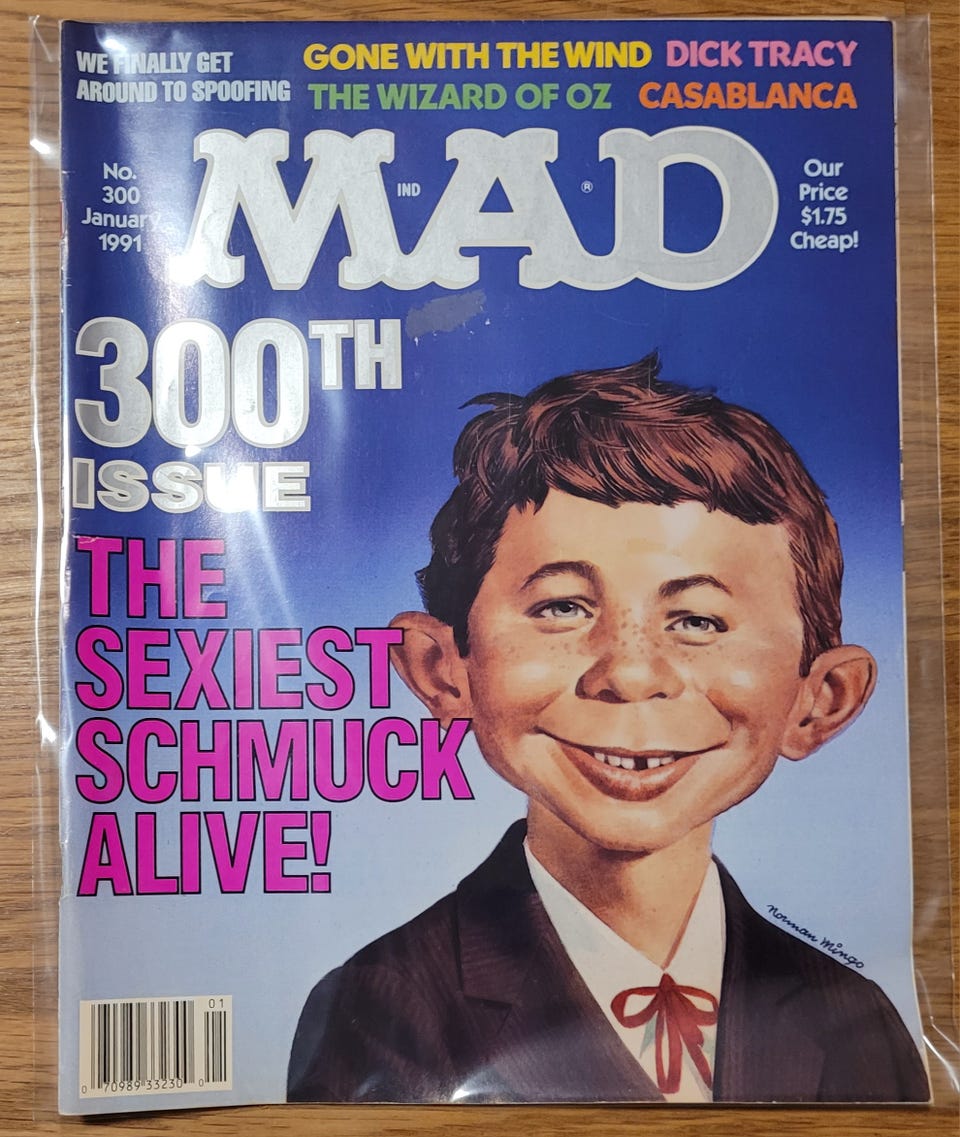 WE FINALLY GET
AROUND TO SPOOFING
GONE WITH THE WIND DICK TRACY
THE WIZARD OF OZ CASABLANCA
No.
300
January
1991
MAD
IND
®
Our
Price
$1.75
Cheap!
300TH
ISSUE
THE
SEXIEST
SCHMUCK
ALIVE!
Norman Mingo
01
0 70989 33230 0